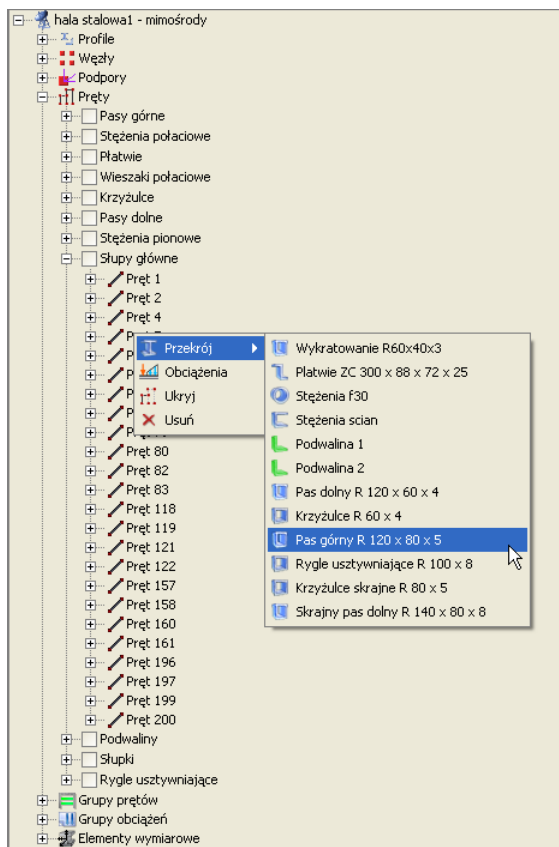 hala stalowa1 - mimośrody
Profile
Węzły
Podpory
Pręty
Pasy górne
Stężenia połaciowe
Płatwie
Wieszaki połaciowe
Krzyżulce
Pasy dolne
Stężenia pionowe
Słupy główne
Pręt 1
Pręt 2
Pręt 4
Przekrój
Obciążenia
Ukryj
Usuń
Wykratowanie R60x40x3
Płatwie ZC 300 x 88 x 72 x 25
Stężenia f30
Stężenia scian
Podwalina 1
Podwalina 2
Pas dolny R 120 x 60 x 4
Krzyżulce R 60 x 4
Pas górny R 120 x 80 x 5
Rygle usztywniające R 100 x 8
Krzyżulce skrajne R 80 x 5
Skrajny pas dolny R 140 x 80 x 8
Pręt 80
Pręt 82
Pręt 83
Pręt 118
Pręt 119
Pręt 121
Pręt 122
Pręt 157
Pręt 158
Pręt 160
Pręt 161
Pręt 196
Pręt 197
Pręt 199
Pręt 200
Podwaliny
Słupki
Rygle usztywniające
Grupy prętów
Grupy obciążeń
Elementy wymiarowe